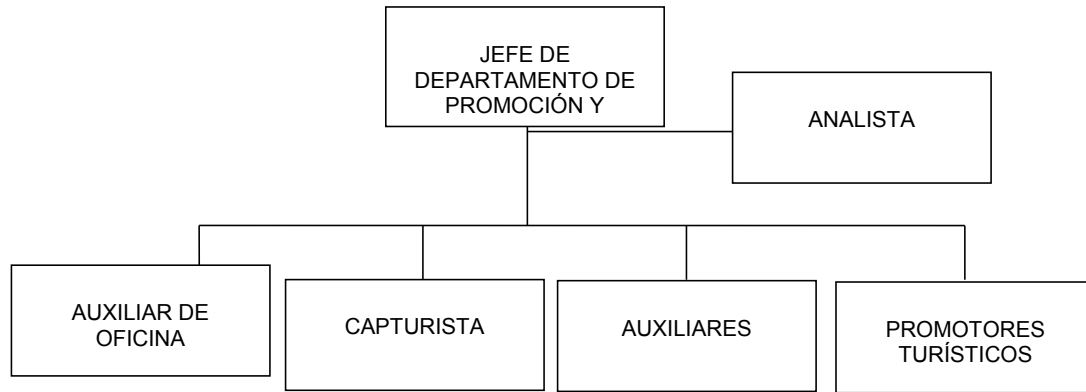 JEFE DE
DEPARTAMENTO DE
PROMOCIÓN Y
ANALISTA
AUXILIAR DE
OFICINA
CAPTURISTA
AUXILIARES
PROMOTORES
TURÍSTICOS